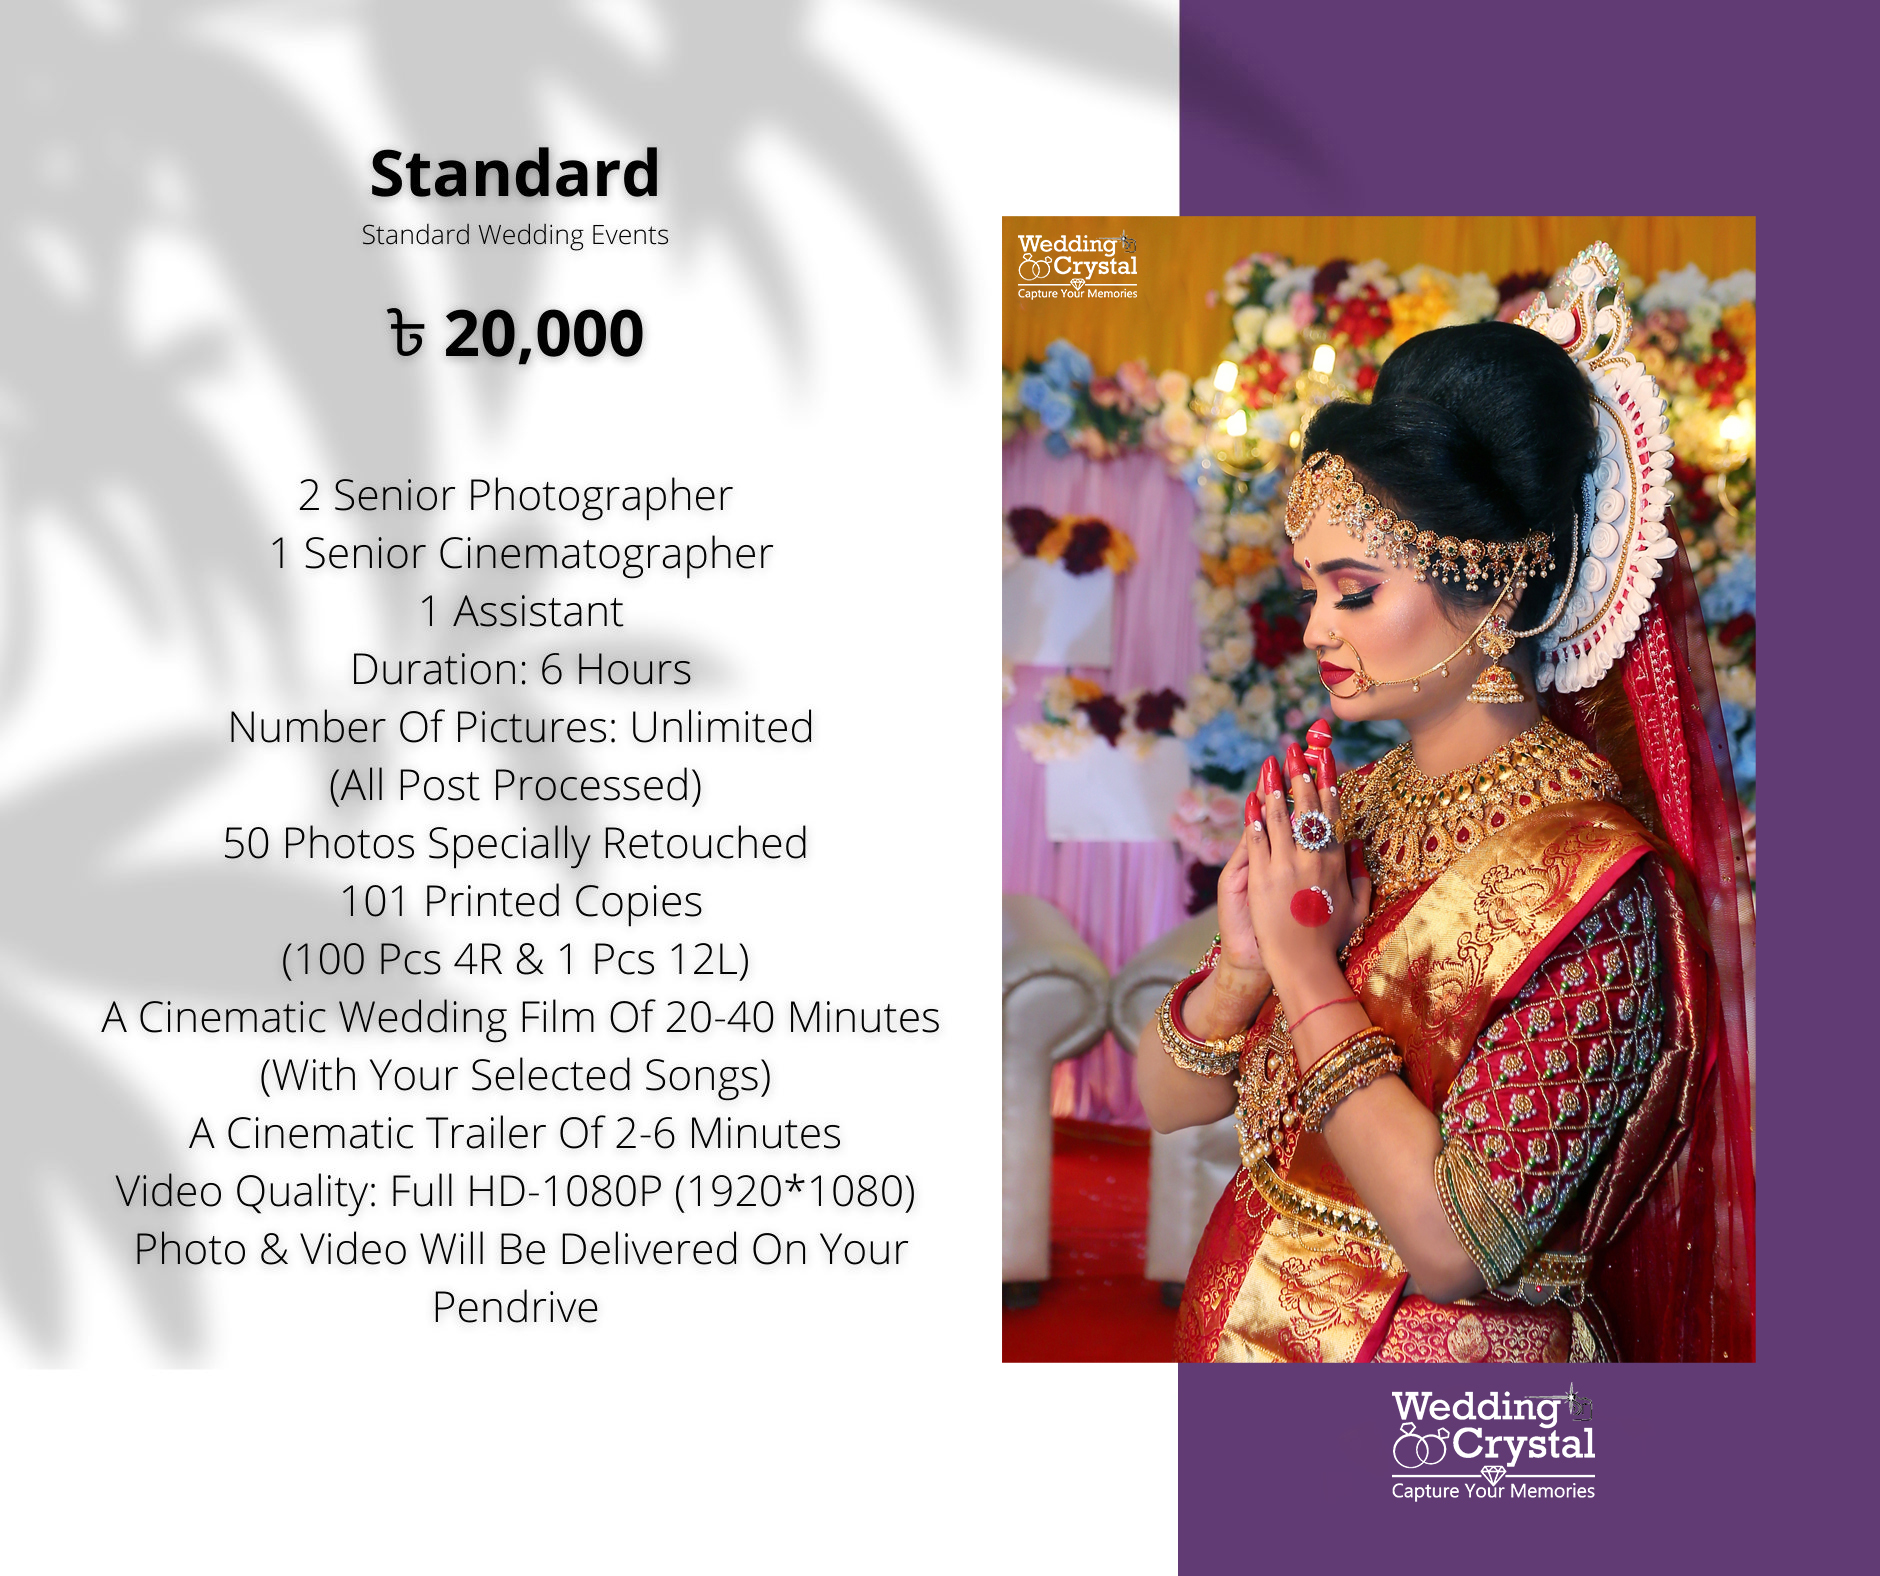 Standard
Standard Wedding Events
৳ 20,000
2 Senior Photographer
1 Senior Cinematographer
1 Assistant
Duration: 6 Hours
Number Of Pictures: Unlimited
(All Post Processed)
50 Photos Specially Retouched
101 Printed Copies
(100 Pcs 4R & 1 Pcs 12L)
A Cinematic Wedding Film Of 20-40 Minutes
(With Your Selected Songs)
A Cinematic Trailer Of 2-6 Minutes
Video Quality: Full HD-1080P (1920*1080)
Photo & Video Will Be Delivered On Your
Pendrive
Wedding
Crystal
Capture Your Memories
Wedding
Crystal
Capture Your Memories